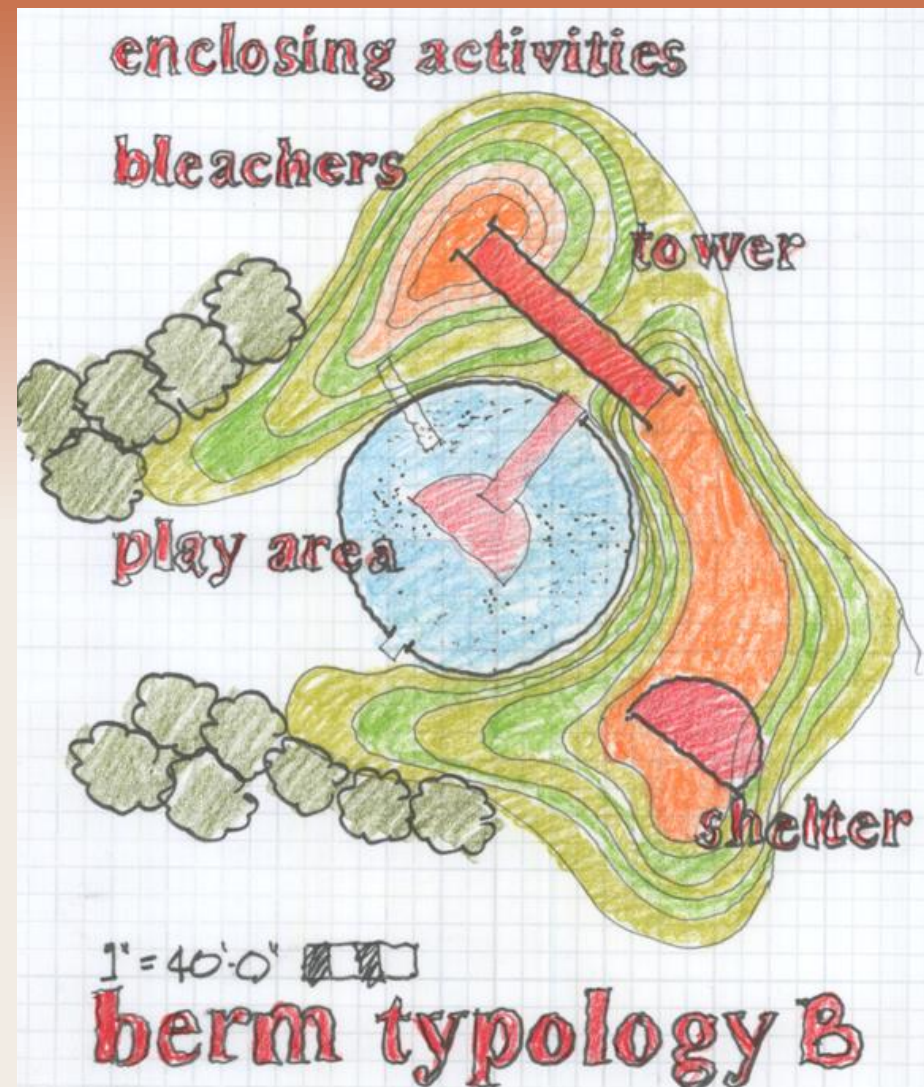 enclosing activities
bleachers
tower
play area
shelter
1" = 40'-0"
berm typology B